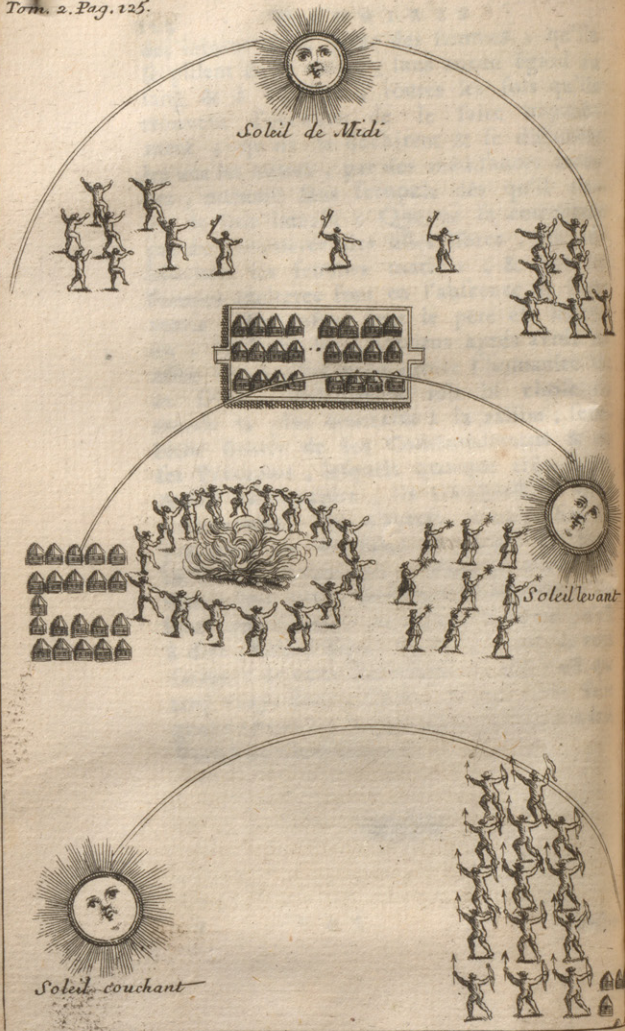 Tom. 2. Pag. 125.
Soleil de Midi
Soleil levant
Soleil couchant